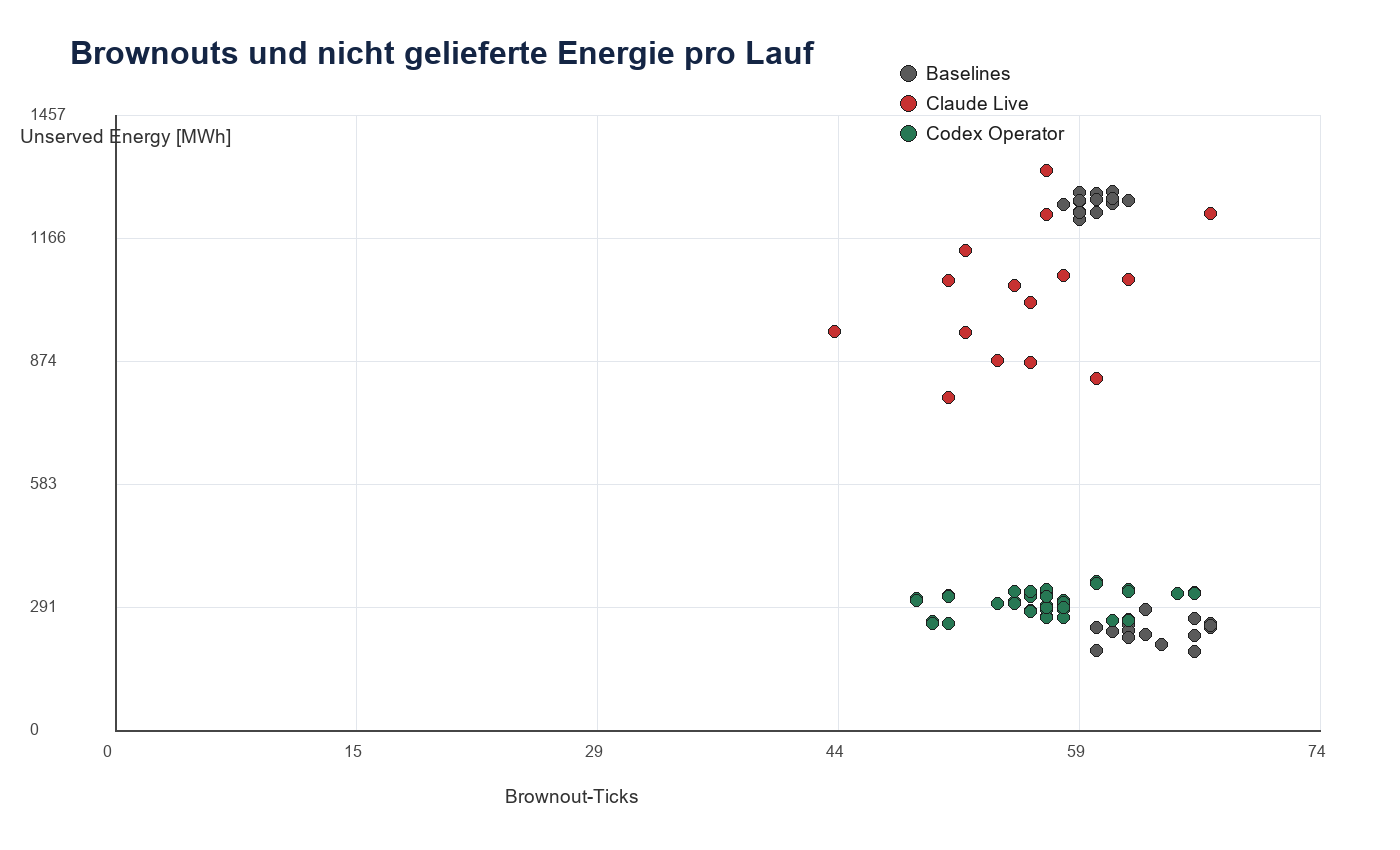 Brownouts und nicht gelieferte Energie pro Lauf
Baselines
Claude Live
Codex Operator
1457
Unserved Energy [MWh]
1166
874
583
291
0
0 15 29 44 59 74
Brownout-Ticks